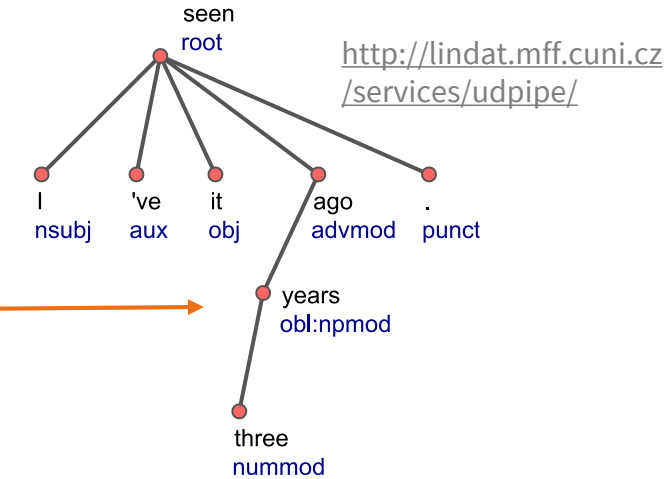 seen
root
http://lindat.mff.cuni.cz
/services/udpipe/
I 've it ago .
nsubj aux obj advmod punct
years
obl:npmod
three
nummod